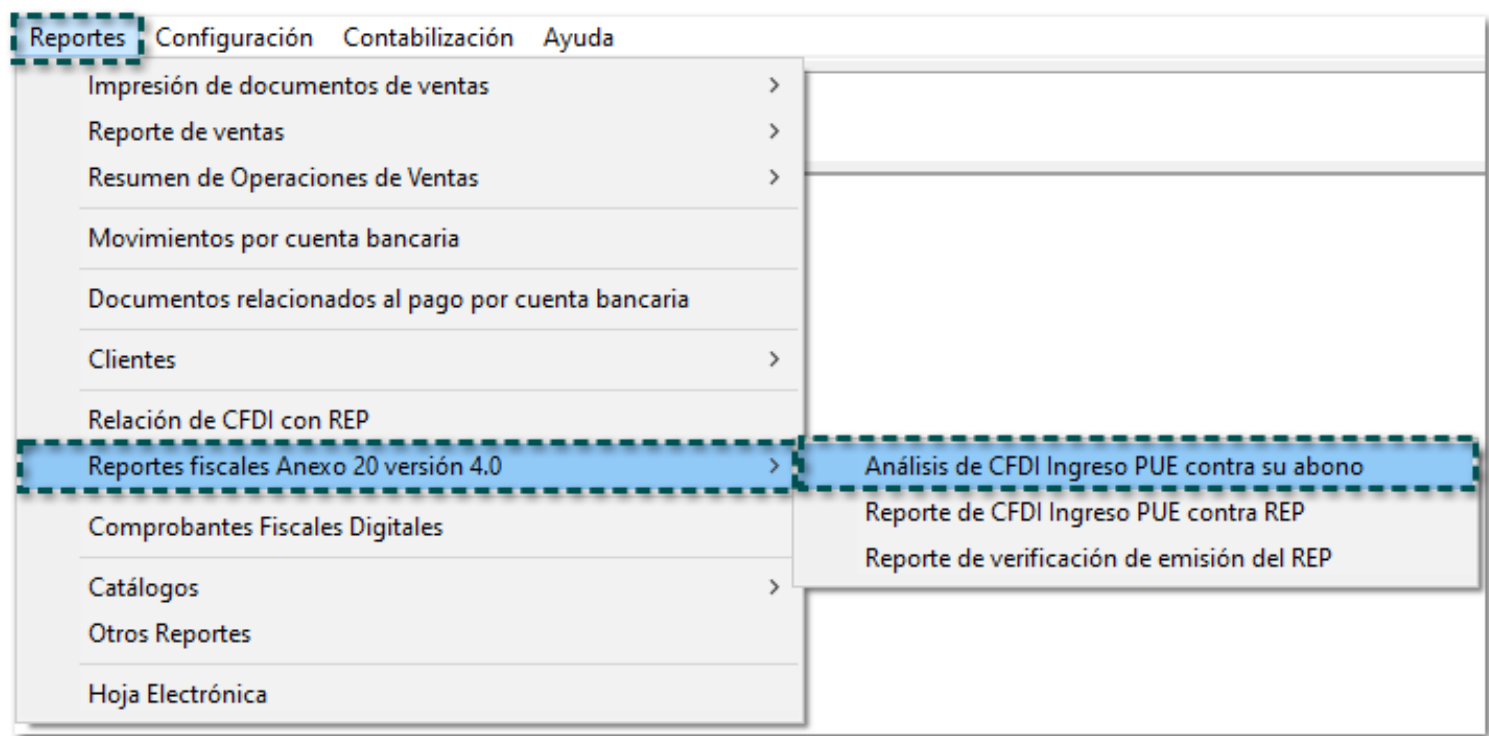 Reportes Configuración Contabilización Ayuda
Impresión de documentos de ventas
Reporte de ventas
Resumen de Operaciones de Ventas
Movimientos por cuenta bancaria
Documentos relacionados al pago por cuenta bancaria
Clientes
Relación de CFDI con REP
Reportes fiscales Anexo 20 versión 4.0
Análisis de CFDI Ingreso PUE contra su abono
Reporte de CFDI Ingreso PUE contra REP
Reporte de verificación de emisión del REP
Comprobantes Fiscales Digitales
Catálogos
Otros Reportes
Hoja Electrónica